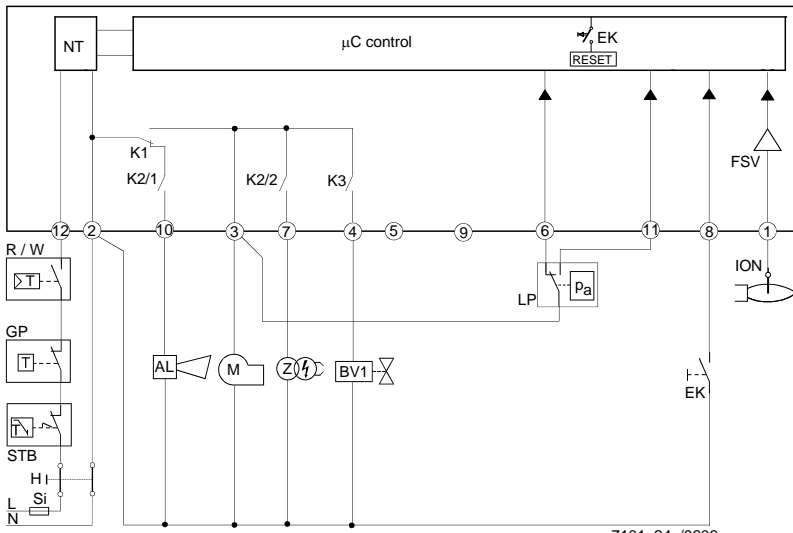 NT
μC control
EK
RESET
K1
K2/1
K2/2
K3
FSV
12
2
10
3
7
4
5
9
6
11
8
1
R / W
T
LP
pa
ION
GP
T
AL
M
Z
BV1
EK
T
STB
H
L
Si
N